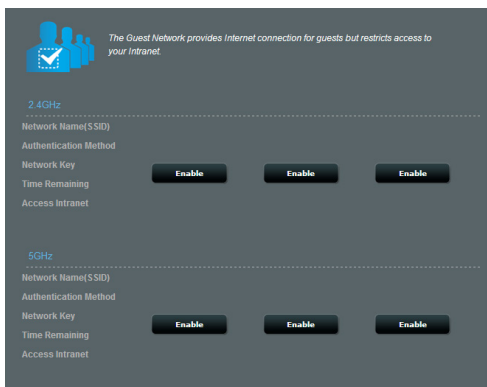 The Guest Network provides Internet connection for guests but restricts access to
your Intranet.
2.4GHz
Network Name(SSID)
Authentication Method
Network Key
Enable Enable Enable
Time Remaining
Access Intranet
5GHz
Network Name(SSID)
Authentication Method
Network Key
Enable Enable Enable
Time Remaining
Access Intranet